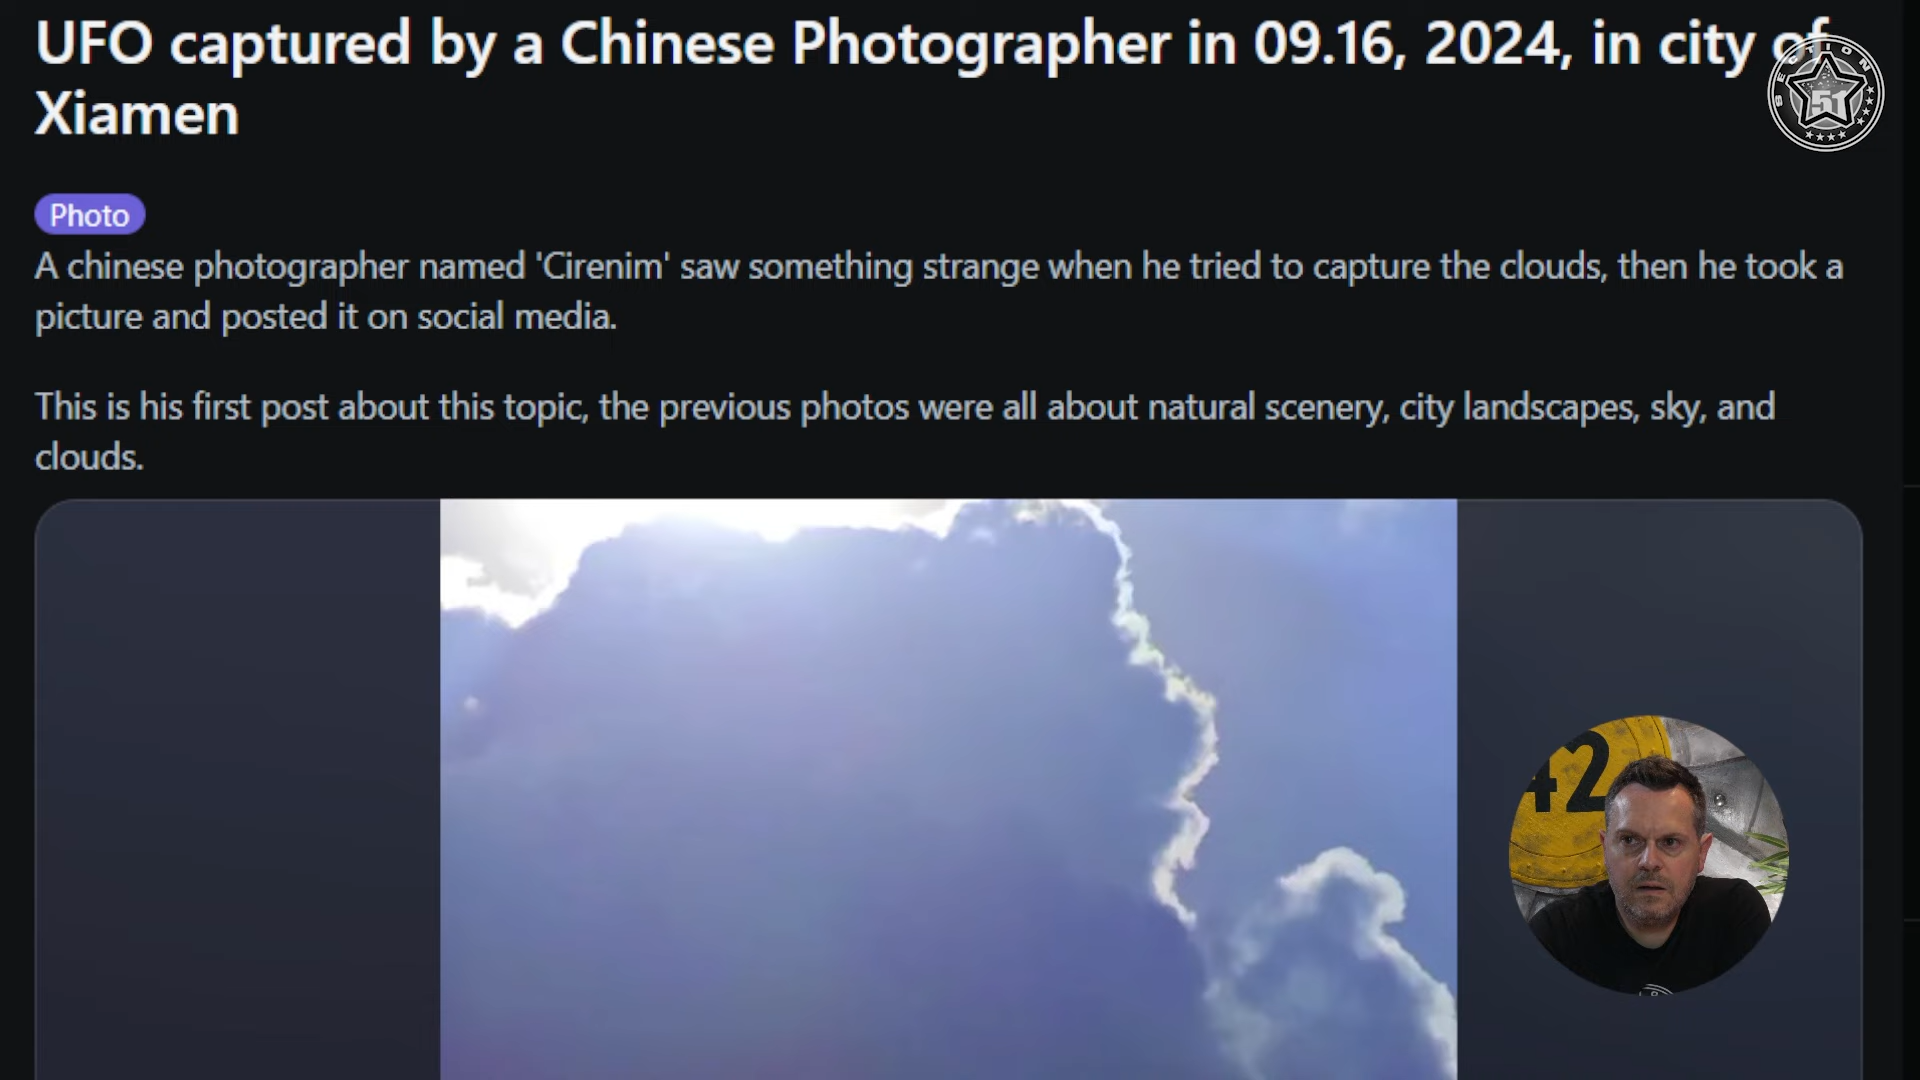 UFO captured by a Chinese Photographer in 09.16, 2024, in city of
Xiamen
SECTION
51
Photo
A chinese photographer named 'Cirenim' saw something strange when he tried to capture the clouds, then he took a
picture and posted it on social media.
This is his first post about this topic, the previous photos were all about natural scenery, city landscapes, sky, and
clouds.
42